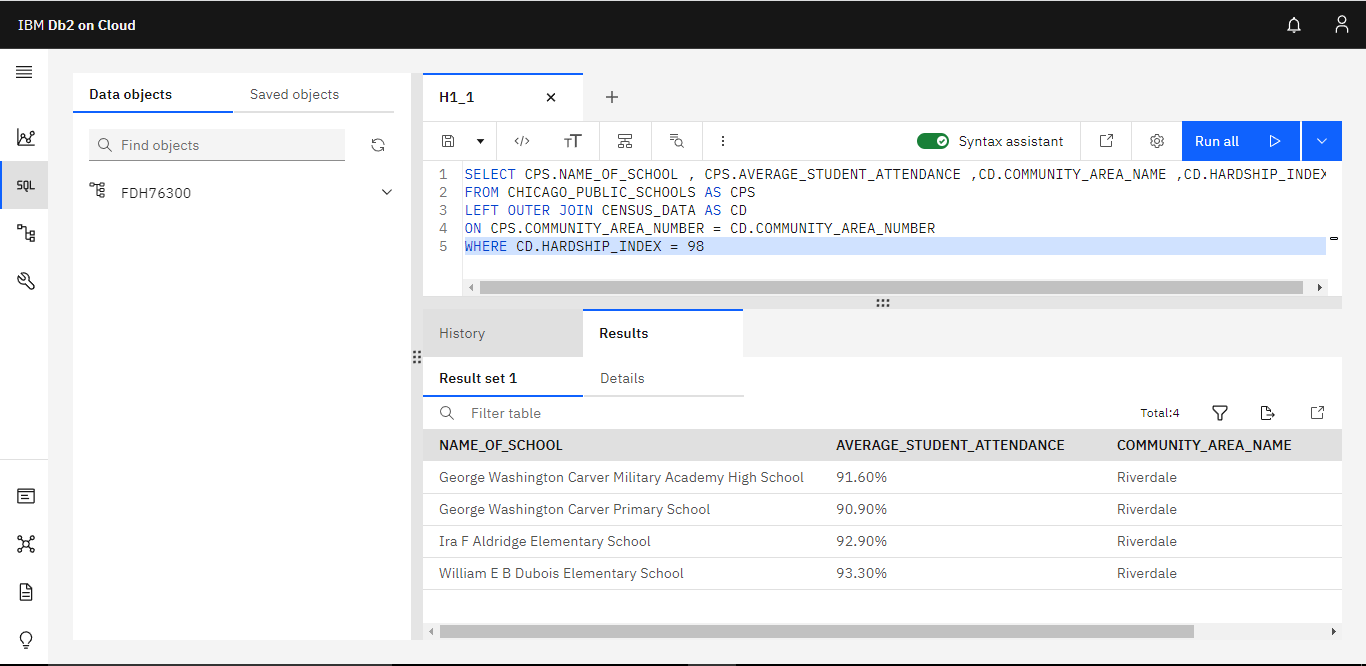 IBM Db2 on Cloud
Data objects
Saved objects
Find objects
FDH76300
SQL
H1_1
Syntax assistant
Run all
1 SELECT CPS.NAME_OF_SCHOOL , CPS.AVERAGE_STUDENT_ATTENDANCE ,CD.COMMUNITY_AREA_NAME ,CD.HARDSHIP_INDEX
2 FROM CHICAGO_PUBLIC_SCHOOLS AS CPS
3 LEFT OUTER JOIN CENSUS_DATA AS CD
4 ON CPS.COMMUNITY_AREA_NUMBER = CD.COMMUNITY_AREA_NUMBER
5 WHERE CD.HARDSHIP_INDEX = 98
History
Results
Result set 1
Details
Filter table
Total:4
NAME_OF_SCHOOL AVERAGE_STUDENT_ATTENDANCE COMMUNITY_AREA_NAME
George Washington Carver Military Academy High School 91.60% Riverdale
George Washington Carver Primary School 90.90% Riverdale
Ira F Aldridge Elementary School 92.90% Riverdale
William E B Dubois Elementary School 93.30% Riverdale